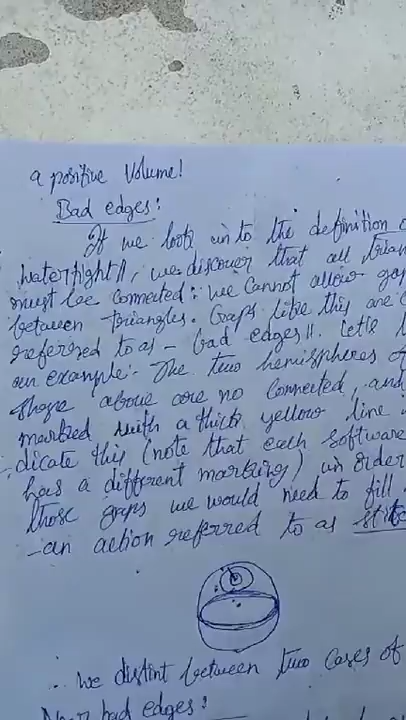 a positive Volume!
Bad edges:
If we look in to the definition
watertight", we discover that all
must be connected: we cannot allow
between triangles. Gaps like this are
referred to as - bad edges". Let's
an example:- The two hemispheres
shape above are no connected, and
marked with a thick yellow line
-dicate this (note that each software
has a different marking) in order
those gaps we would need to fill
-an action referred to as
we distint between two cases of
bad edges: